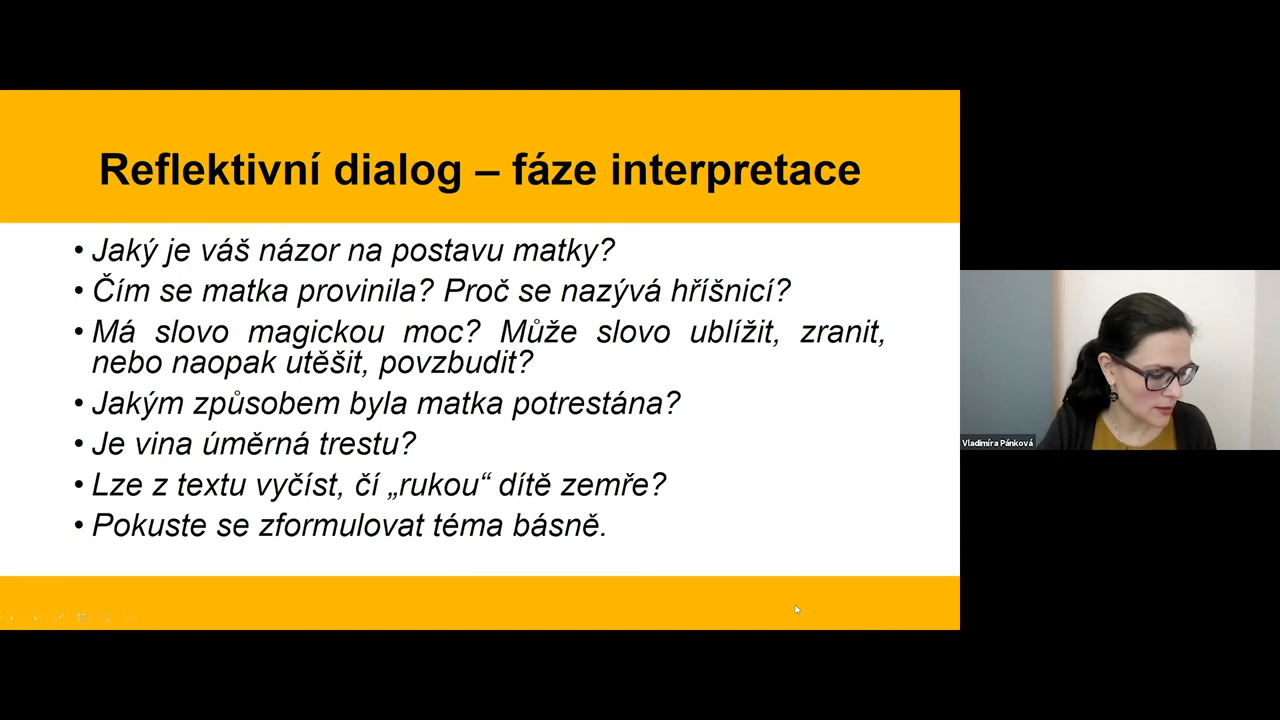 Reflektivní dialog – fáze interpretace
• Jaký je váš názor na postavu matky?
• Čím se matka provinila? Proč se nazývá hříšnicí?
• Má slovo magickou moc? Může slovo ublížit, zranit,
nebo naopak utěšit, povzbudit?
• Jakým způsobem byla matka potrestána?
• Je vina úměrná trestu?
• Lze z textu vyčíst, čí „rukou“ dítě zemře?
• Pokuste se zformulovat téma básně.
Vladimíra Pánková